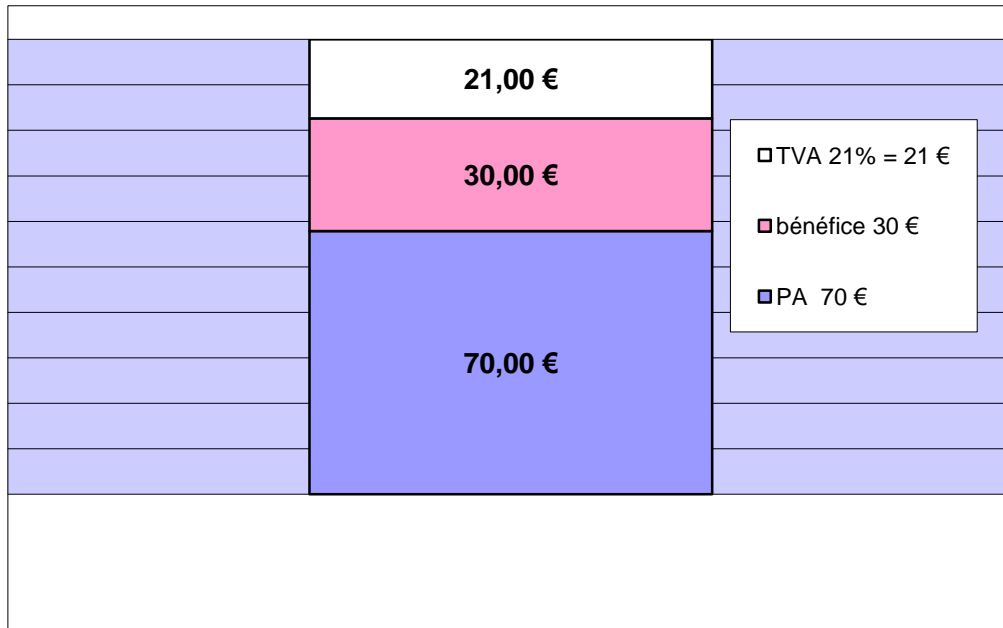 21,00 €
30,00 €
70,00 €
TVA 21% = 21 €
bénéfice 30 €
PA  70 €